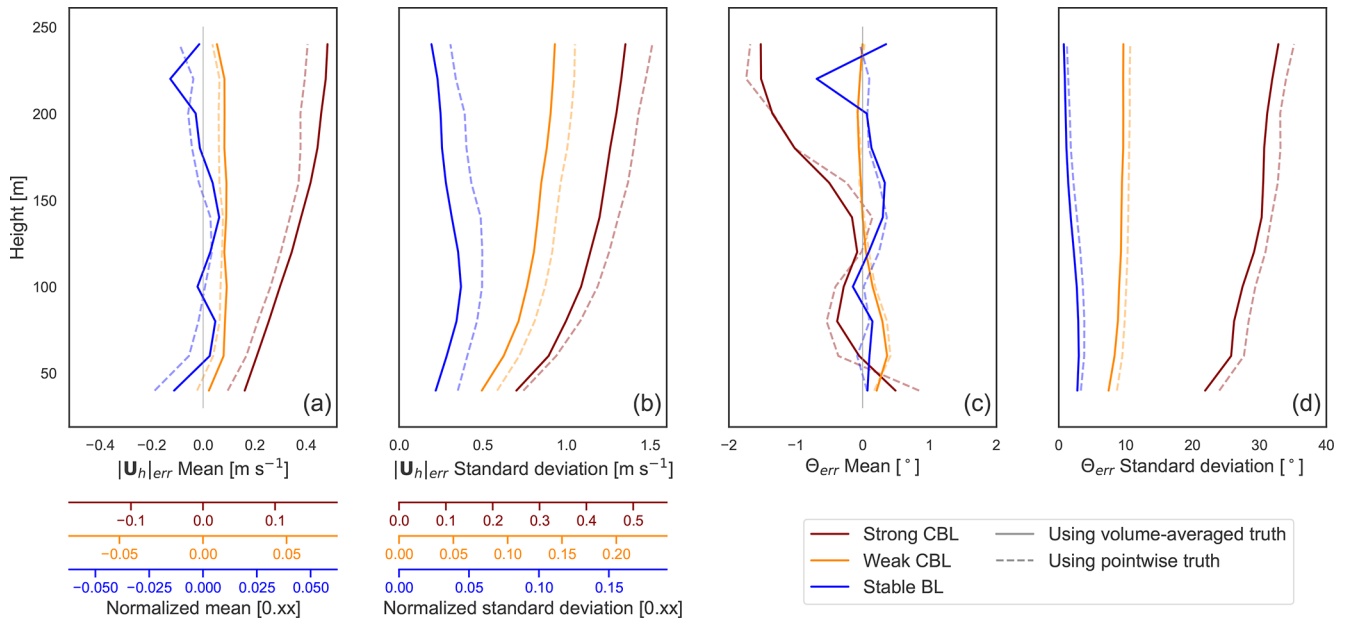 250
200
150
100
50
Height [m]
(a)
(b)
(c)
(d)
−0.4 −0.2 0.0 0.2 0.4
|U_h|_err Mean [m s⁻¹]
0.0 0.5 1.0 1.5
|U_h|_err Standard deviation [m s⁻¹]
−2 −1 0 1 2
Θ_err Mean [°]
0 10 20 30 40
Θ_err Standard deviation [°]
−0.1 0.0 0.1
−0.05 0.00 0.05
−0.050 −0.025 0.000 0.025 0.050
Normalized mean [0.xx]
0.0 0.1 0.2 0.3 0.4 0.5
0.00 0.05 0.10 0.15 0.20
0.00 0.05 0.10 0.15
Normalized standard deviation [0.xx]
Strong CBL
Weak CBL
Stable BL
Using volume-averaged truth
Using pointwise truth